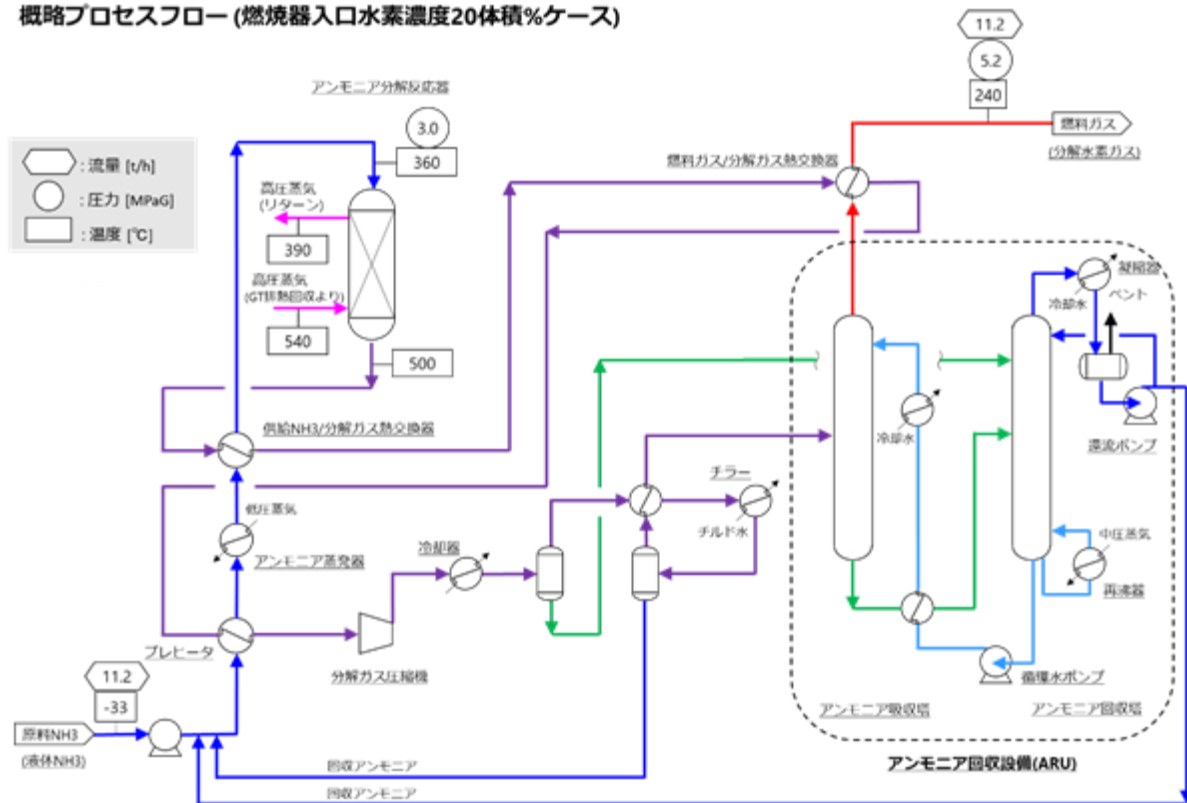 概略プロセスフロー (燃焼器入口水素濃度20体積%ケース)
11.2
5.2
240
燃料ガス
(分解水素ガス)
アンモニア分解反応器
3.0
360
: 流量 [t/h]
: 圧力 [MPaG]
: 温度 [℃]
高圧蒸気
(リターン)
390
高圧蒸気
(GT排熱回収より)
540
500
燃料ガス/分解ガス熱交換器
凝縮器
冷却水
ベント
還流ポンプ
供給NH3/分解ガス熱交換器
冷却水
チラー
チルド水
低圧蒸気
アンモニア蒸発器
冷却器
中圧蒸気
再沸器
プレヒータ
分解ガス圧縮機
循環水ポンプ
アンモニア吸収塔
アンモニア回収塔
アンモニア回収設備(ARU)
11.2
-33
原料NH3
(液体NH3)
回収アンモニア
回収アンモニア